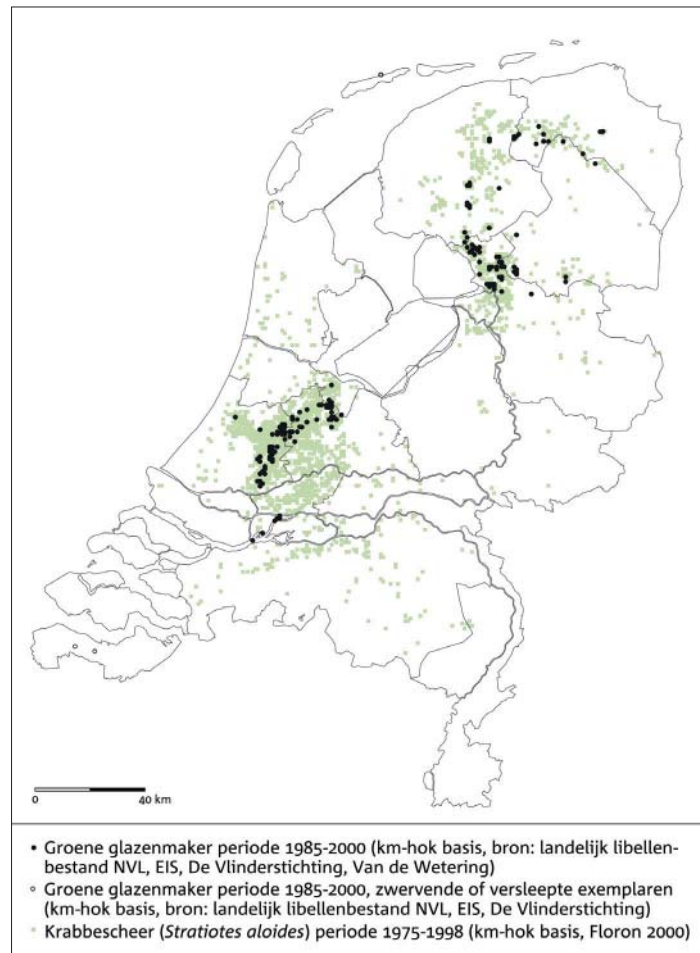 0 40 km
• Groene glazenmaker periode 1985-2000 (km-hok basis, bron: landelijk libellen-
bestand NVL, EIS, De Vlinderstichting, Van de Wetering)
◦ Groene glazenmaker periode 1985-2000, zwervende of versleepte exemplaren
(km-hok basis, bron: landelijk libellenbestand NVL, EIS, De Vlinderstichting)
Krabbescheer (Stratiotes aloides) periode 1975-1998 (km-hok basis, Floron 2000)